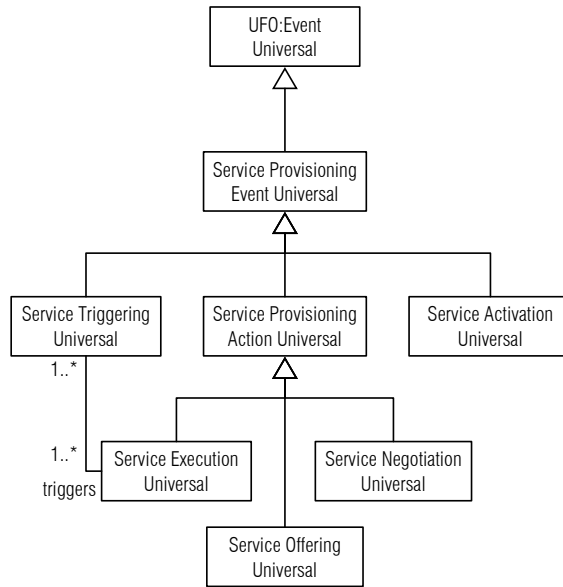 UFO:Event
Universal
Service Provisioning
Event Universal
Service Triggering
Universal
Service Provisioning
Action Universal
Service Activation
Universal
1..*
1..*
triggers
Service Execution
Universal
Service Negotiation
Universal
Service Offering
Universal